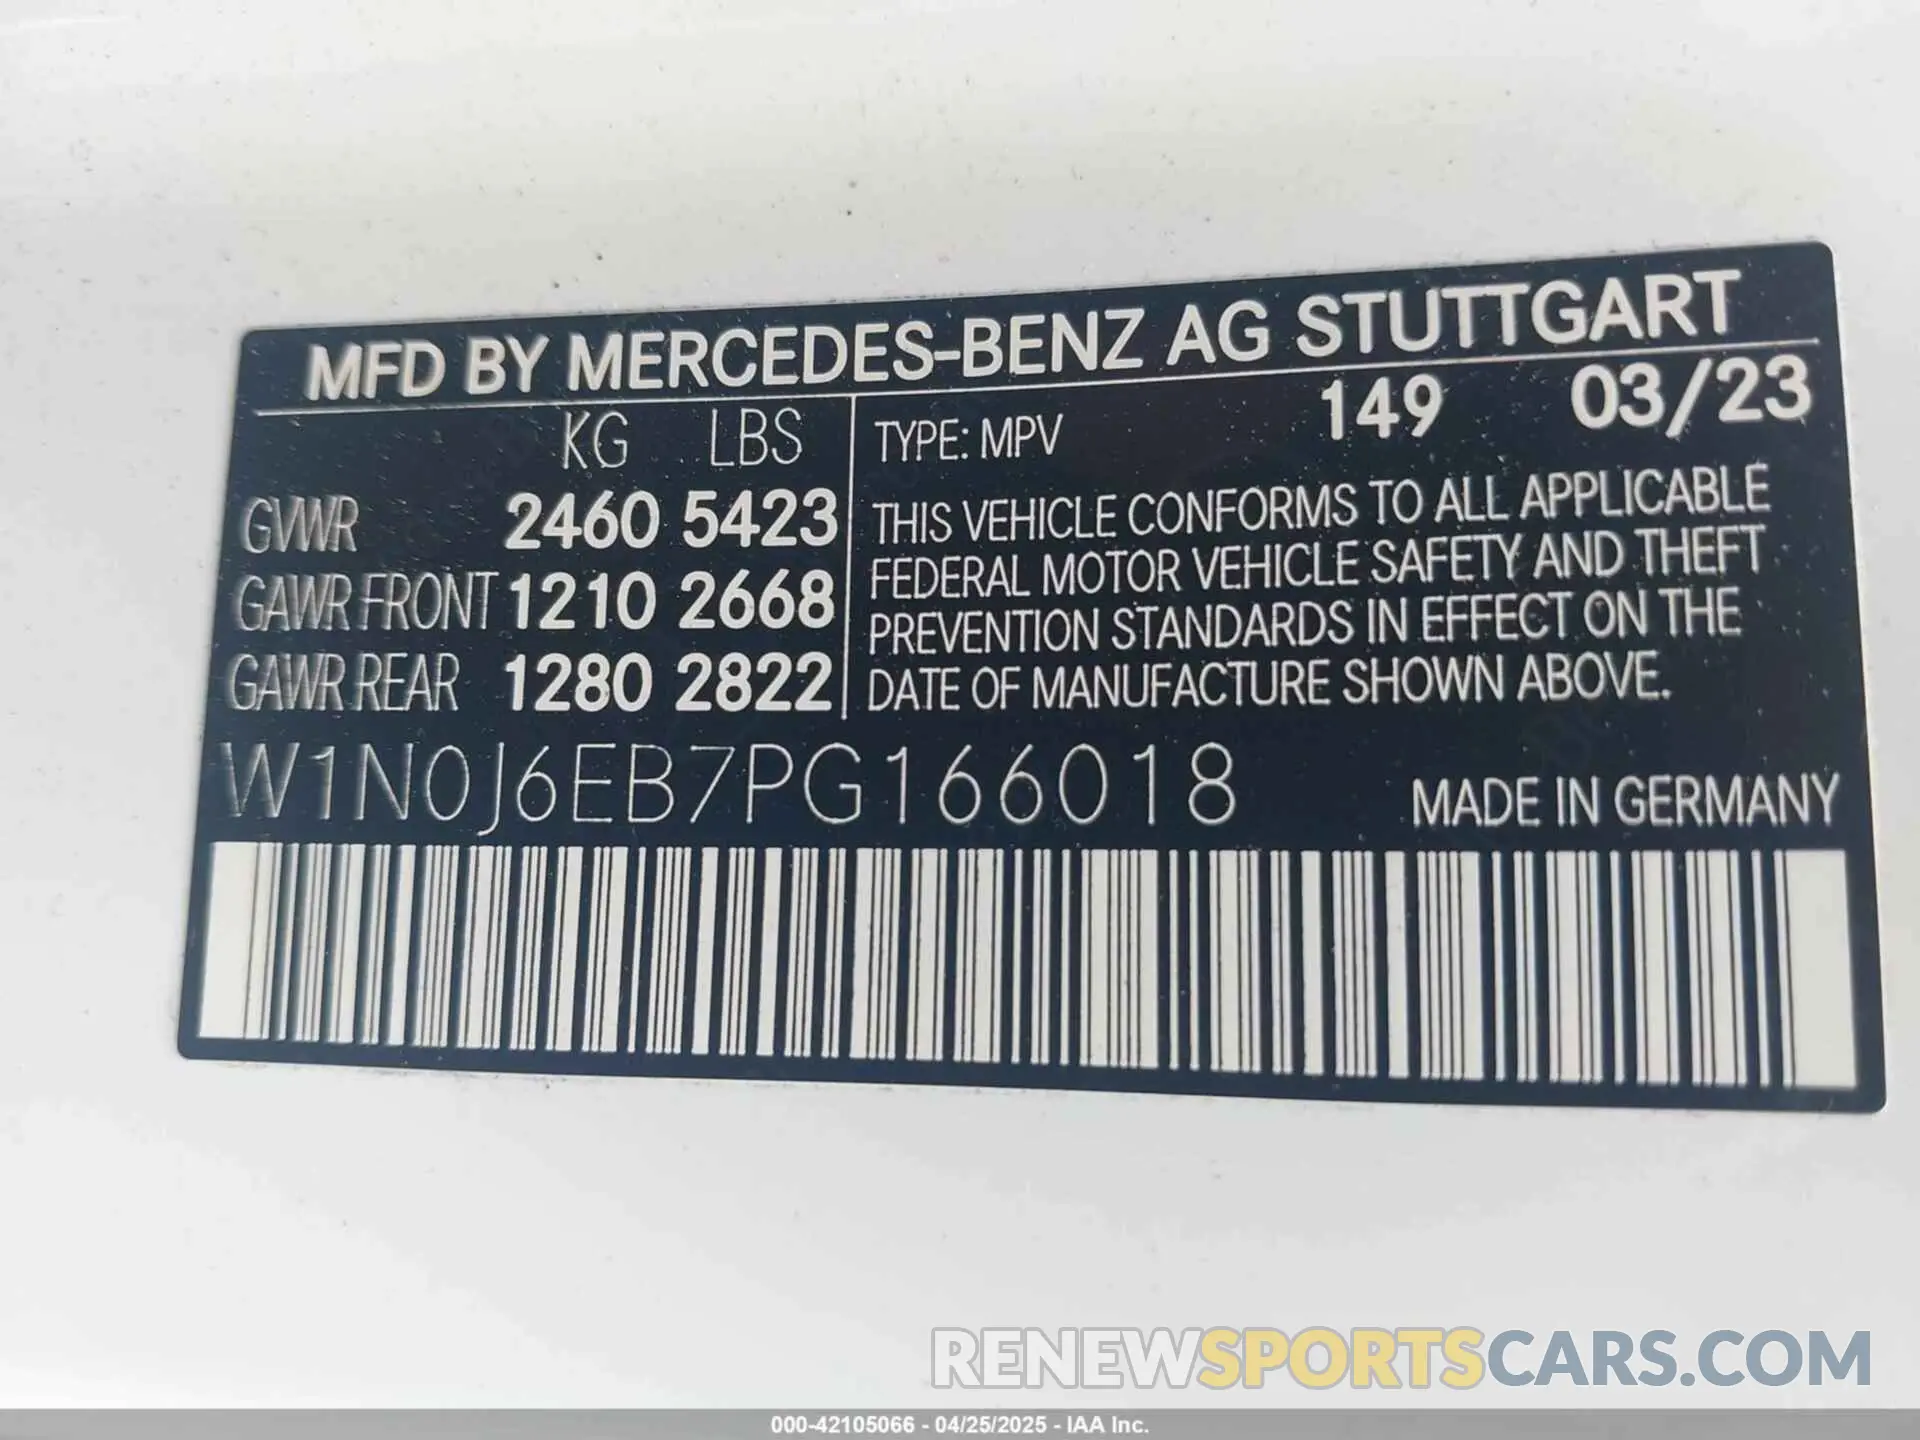 MFD BY MERCEDES-BENZ AG STUTTGART
KG LBS
GVWR 2460 5423
GAWR FRONT 1210 2668
GAWR REAR 1280 2822
TYPE: MPV 149 03/23
THIS VEHICLE CONFORMS TO ALL APPLICABLE
FEDERAL MOTOR VEHICLE SAFETY AND THEFT
PREVENTION STANDARDS IN EFFECT ON THE
DATE OF MANUFACTURE SHOWN ABOVE.
W1N0J6EB7PG166018 MADE IN GERMANY
RENEWSPORTSCARS.COM
000-42105066 - 04/25/2025 - IAA Inc.